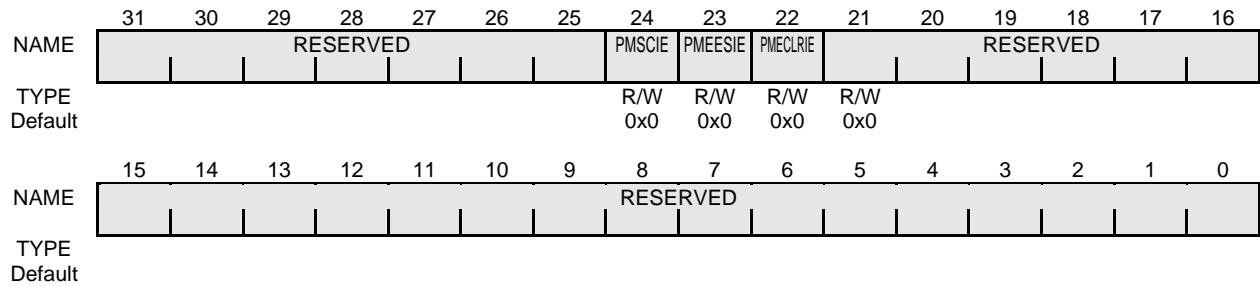 31 30 29 28 27 26 25 24 23 22 21 20 19 18 17 16
NAME RESERVED PMSCIE PMEESIE PMECLRIE RESERVED
TYPE R/W R/W R/W R/W
Default 0x0 0x0 0x0 0x0
15 14 13 12 11 10 9 8 7 6 5 4 3 2 1 0
NAME RESERVED
TYPE
Default